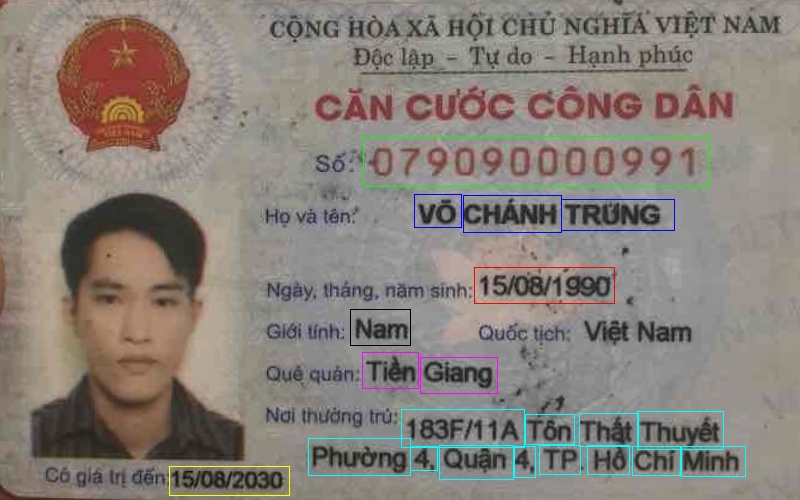 CỘNG HÒA XÃ HỘI CHỦ NGHĨA VIỆT NAM
Độc lập - Tự do - Hạnh phúc
CĂN CƯỚC CÔNG DÂN
Số: 079090000991
Họ và tên: VÕ CHÁNH TRUNG
Ngày, tháng, năm sinh: 15/08/1990
Giới tính: Nam Quốc tịch: Việt Nam
Quê quán: Tiền Giang
Nơi thường trú: 183F/11A Tôn Thất Thuyết
Phường 4, Quận 4, TP. Hồ Chí Minh
Có giá trị đến: 15/08/2030